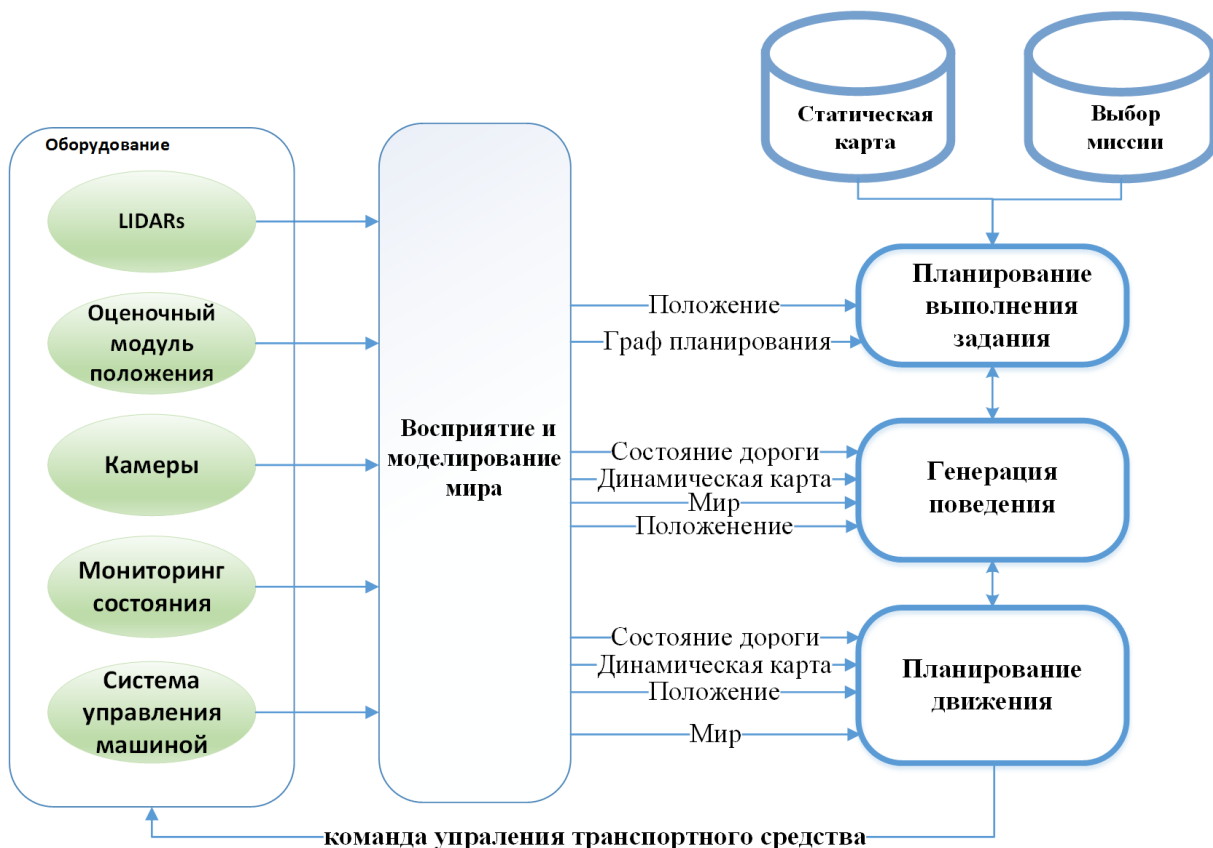 Статическая
карта
Выбор
миссии
Оборудование
LIDARs
Оценочный
модуль
положения
Камеры
Мониторинг
состояния
Система
управления
машиной
Восприятие и
моделирование
мира
Положение
Граф планирования
Состояние дороги
Динамическая карта
Мир
Положенение
Состояние дороги
Динамическая карта
Положение
Мир
Планирование
выполнения
задания
Генерация
поведения
Планирование
движения
команда упраления транспортного средства